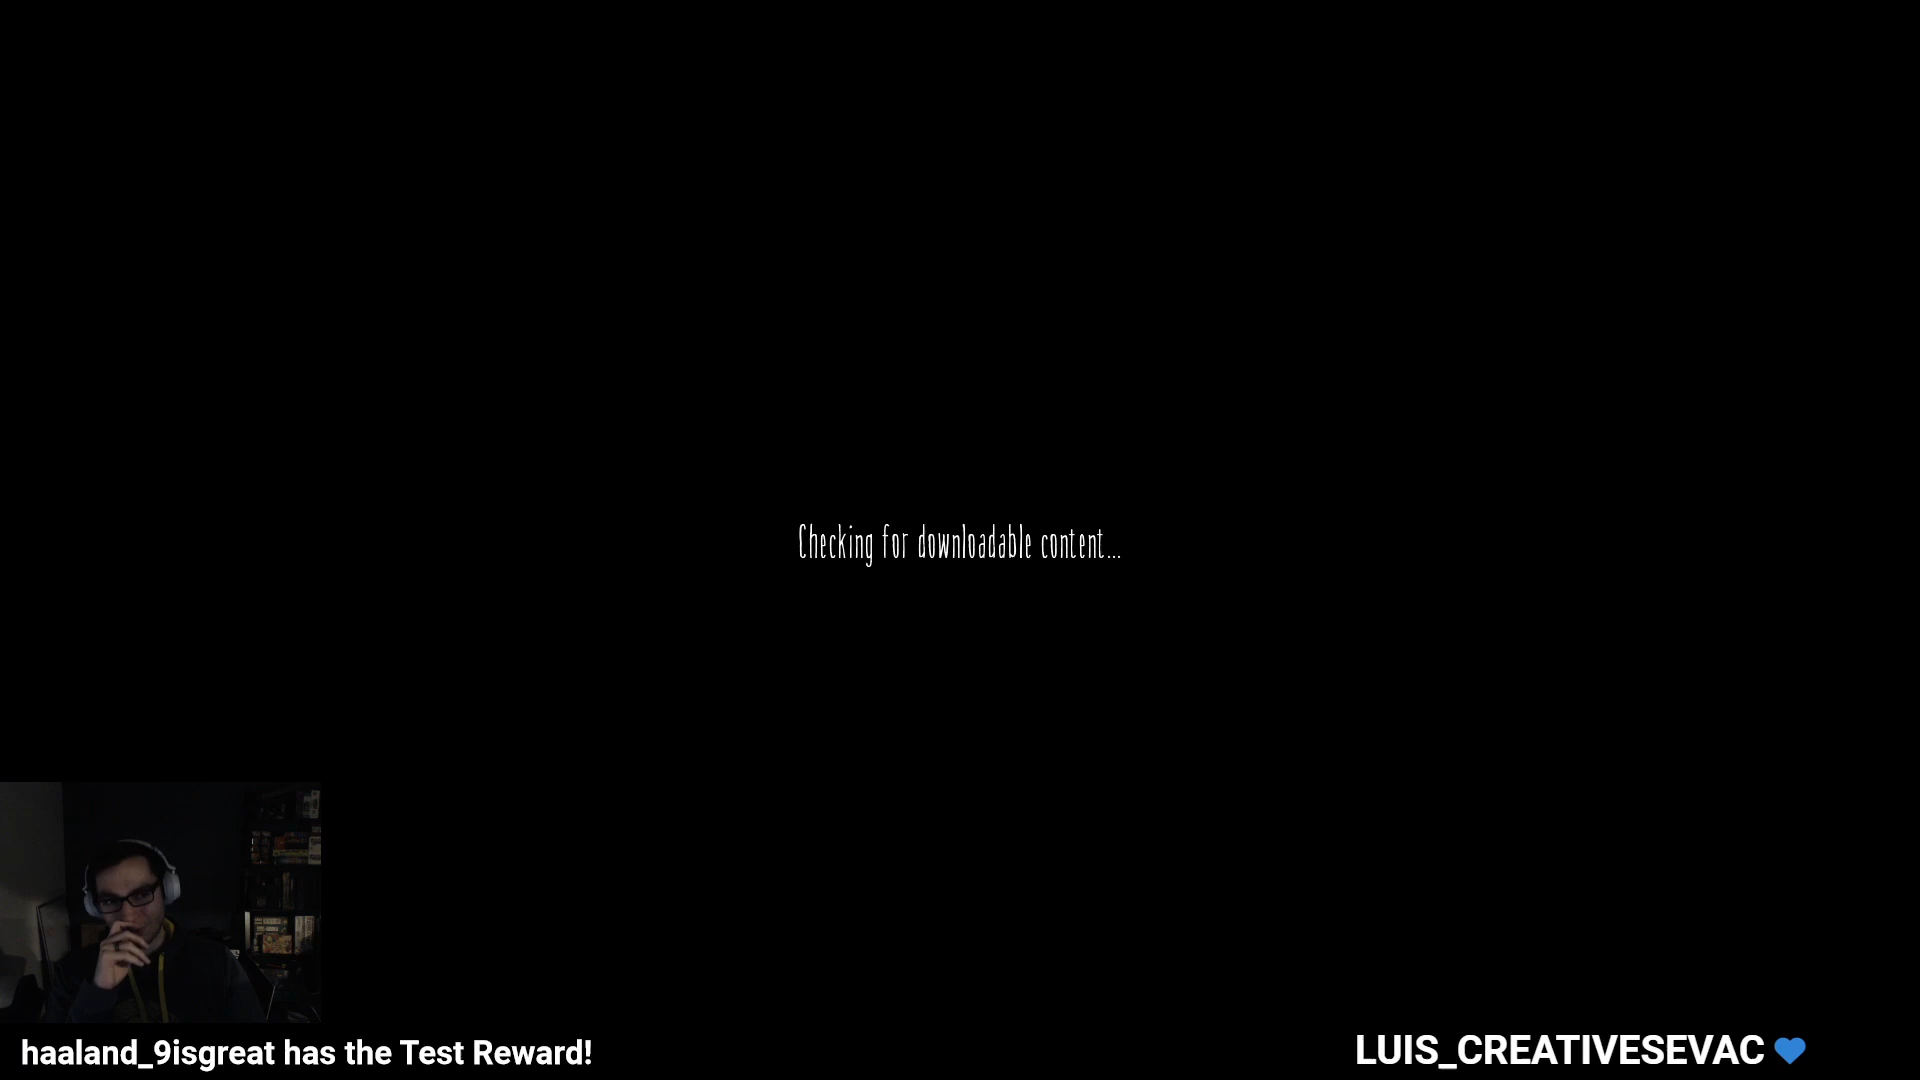 Checking for downloadable content...
haaland_9isgreat has the Test Reward!
LUIS_CREATIVESEVAC 💙